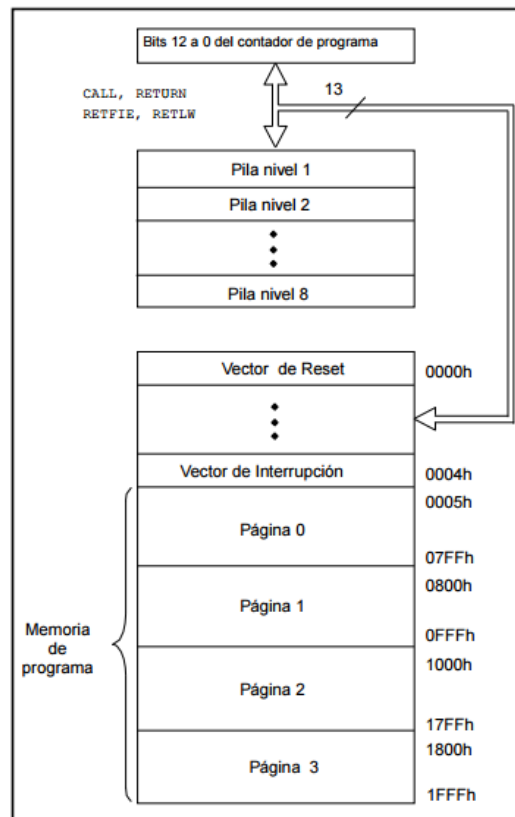 Bits 12 a 0 del contador de programa
CALL, RETURN
RETFIE, RETLW
13
Pila nivel 1
Pila nivel 2
Pila nivel 8
Vector de Reset
0000h
Vector de Interrupción
0004h
0005h
Página 0
07FFh
0800h
Página 1
0FFFh
Memoria
de
programa
1000h
Página 2
17FFh
1800h
Página 3
1FFFh